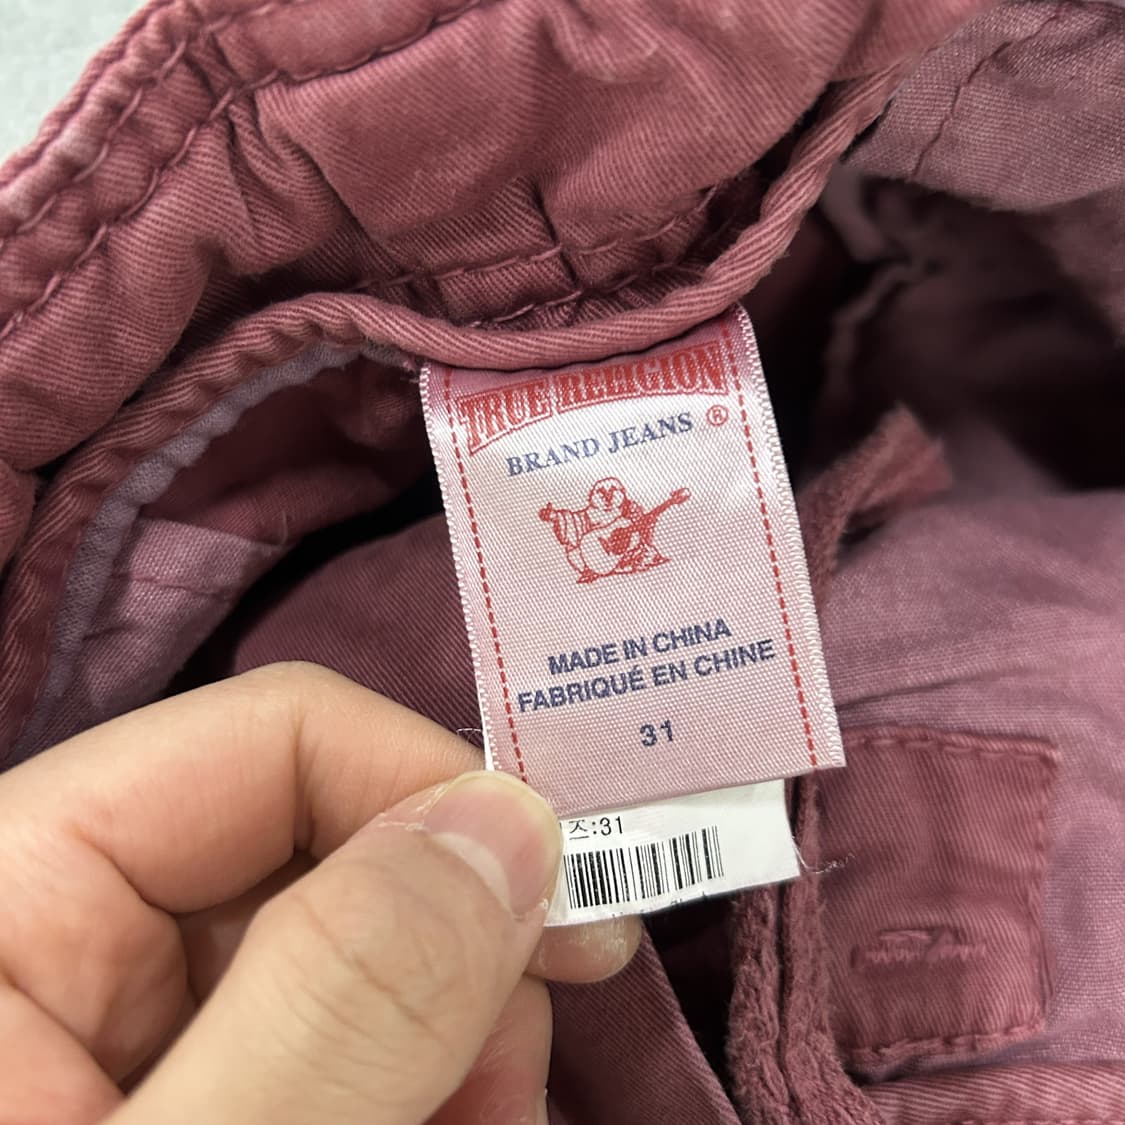 TRUE RELIGION
BRAND JEANS ®
MADE IN CHINA
FABRIQUÉ EN CHINE
31
즈:31